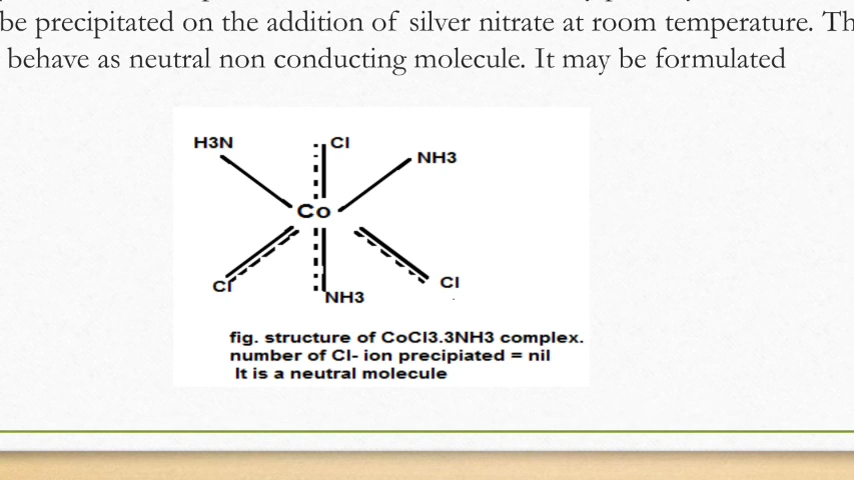 be precipitated on the addition of silver nitrate at room temperature. Th
behave as neutral non conducting molecule. It may be formulated
H3N
Cl
NH3
Co
Cl
Cl
NH3
fig. structure of CoCl3.3NH3 complex.
number of Cl- ion precipiated = nil
It is a neutral molecule